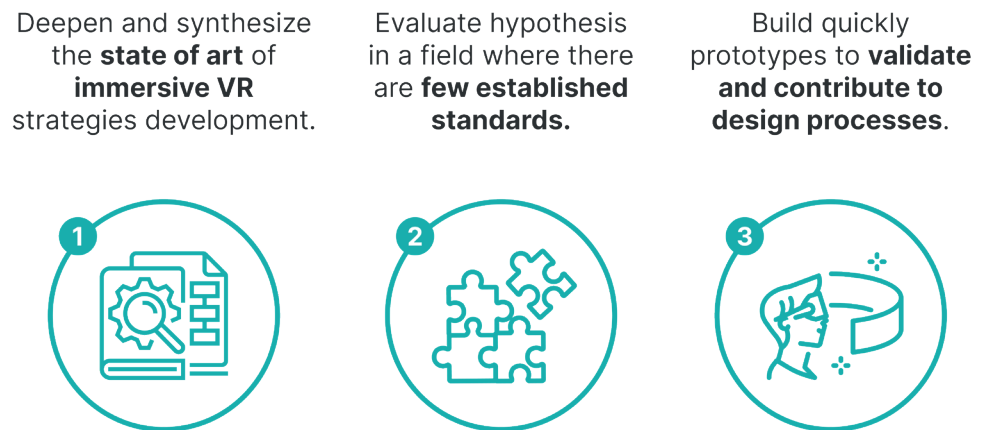 Deepen and synthesize
the state of art of
immersive VR
strategies development.
1
Evaluate hypothesis
in a field where there
are few established
standards.
2
Build quickly
prototypes to validate
and contribute to
design processes.
3